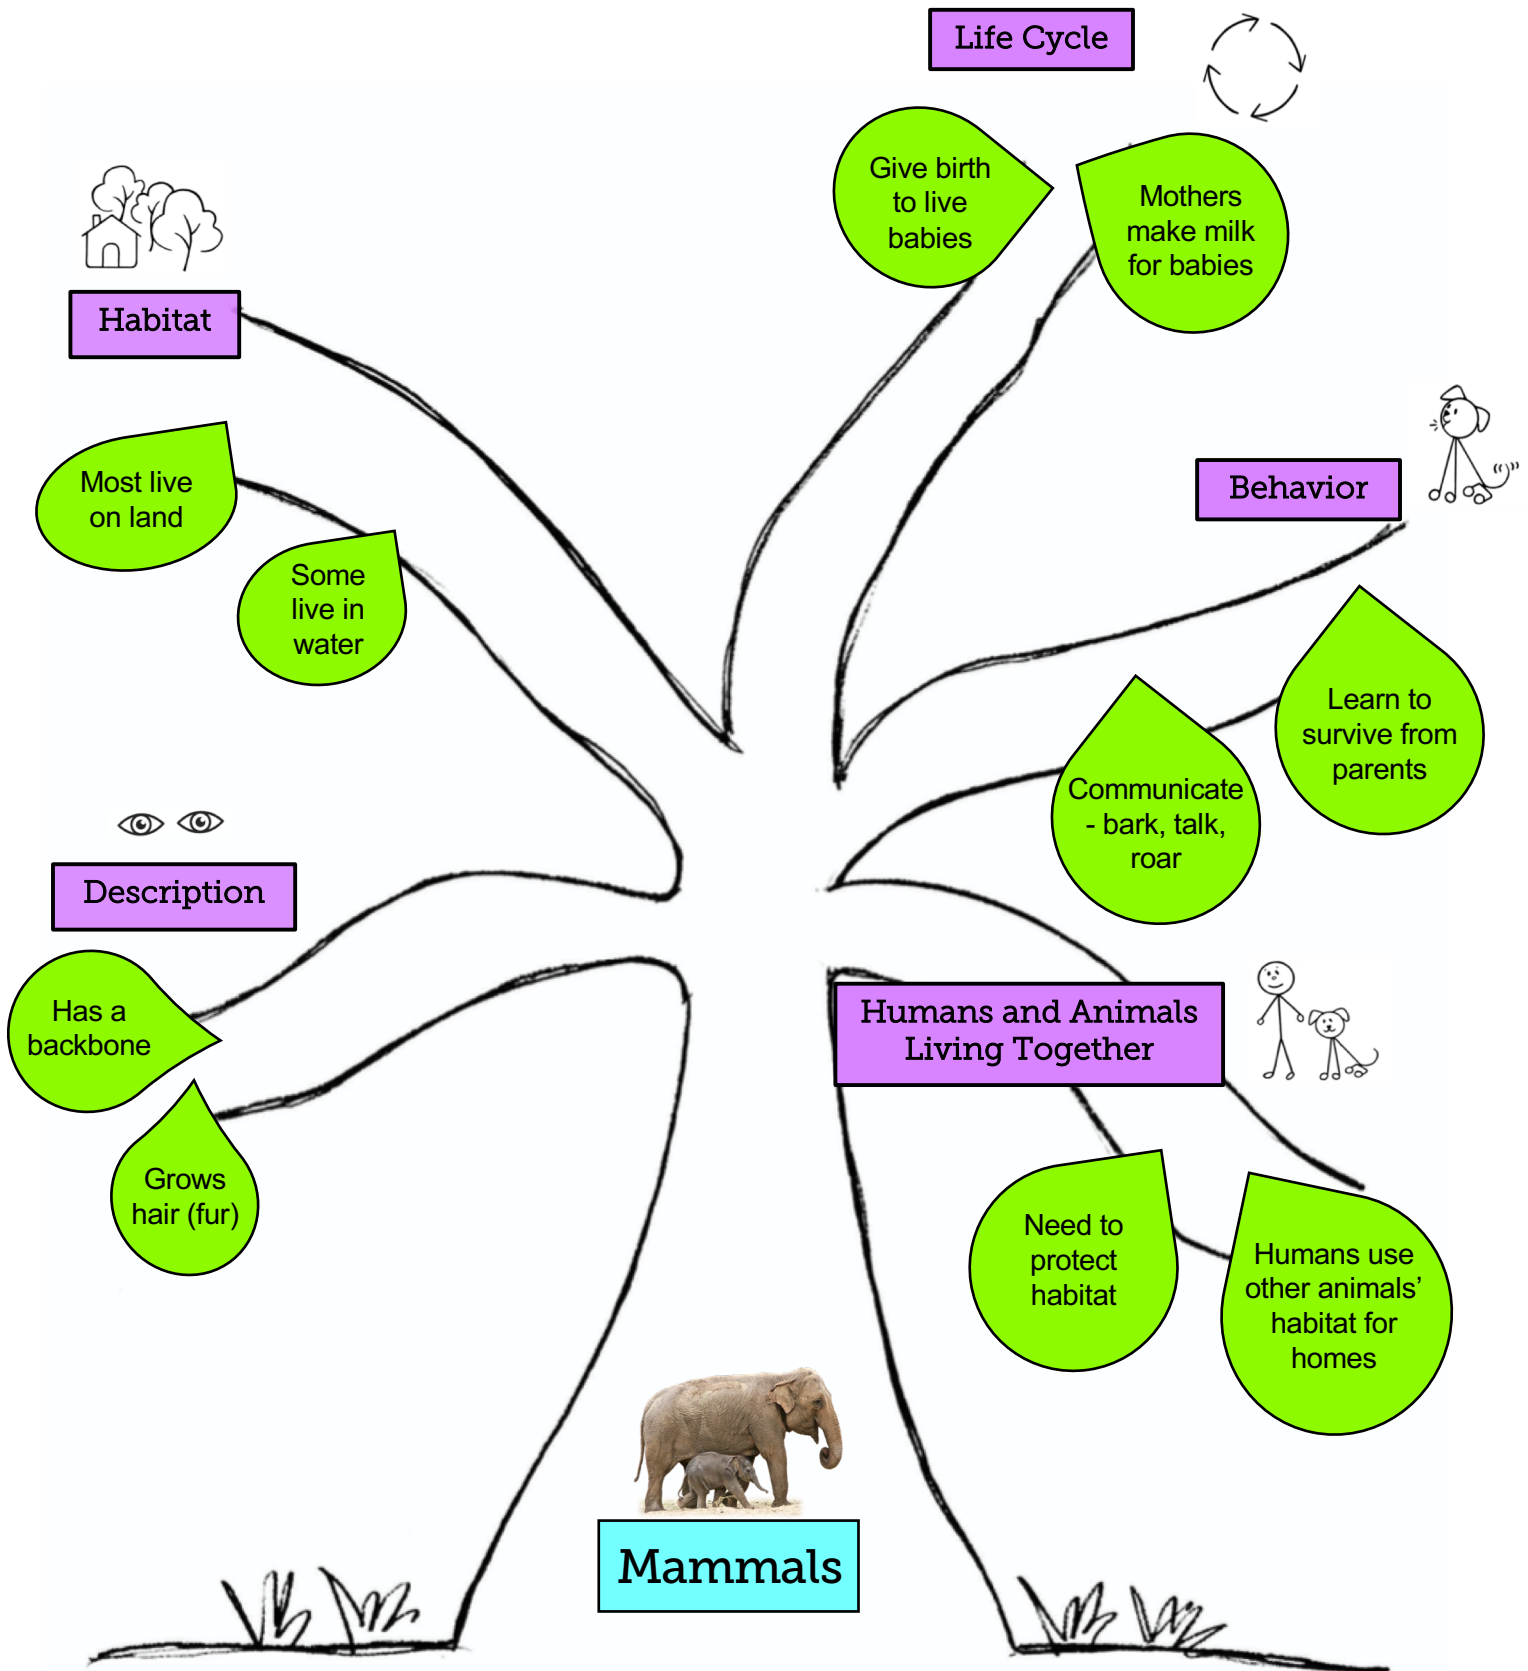 Life Cycle
Give birth
to live
babies
Mothers
make milk
for babies
Habitat
Most live
on land
Some
live in
water
Behavior
Learn to
survive from
parents
Communicate
- bark, talk,
roar
Description
Has a
backbone
Grows
hair (fur)
Humans and Animals
Living Together
Need to
protect
habitat
Humans use
other animals’
habitat for
homes
Mammals